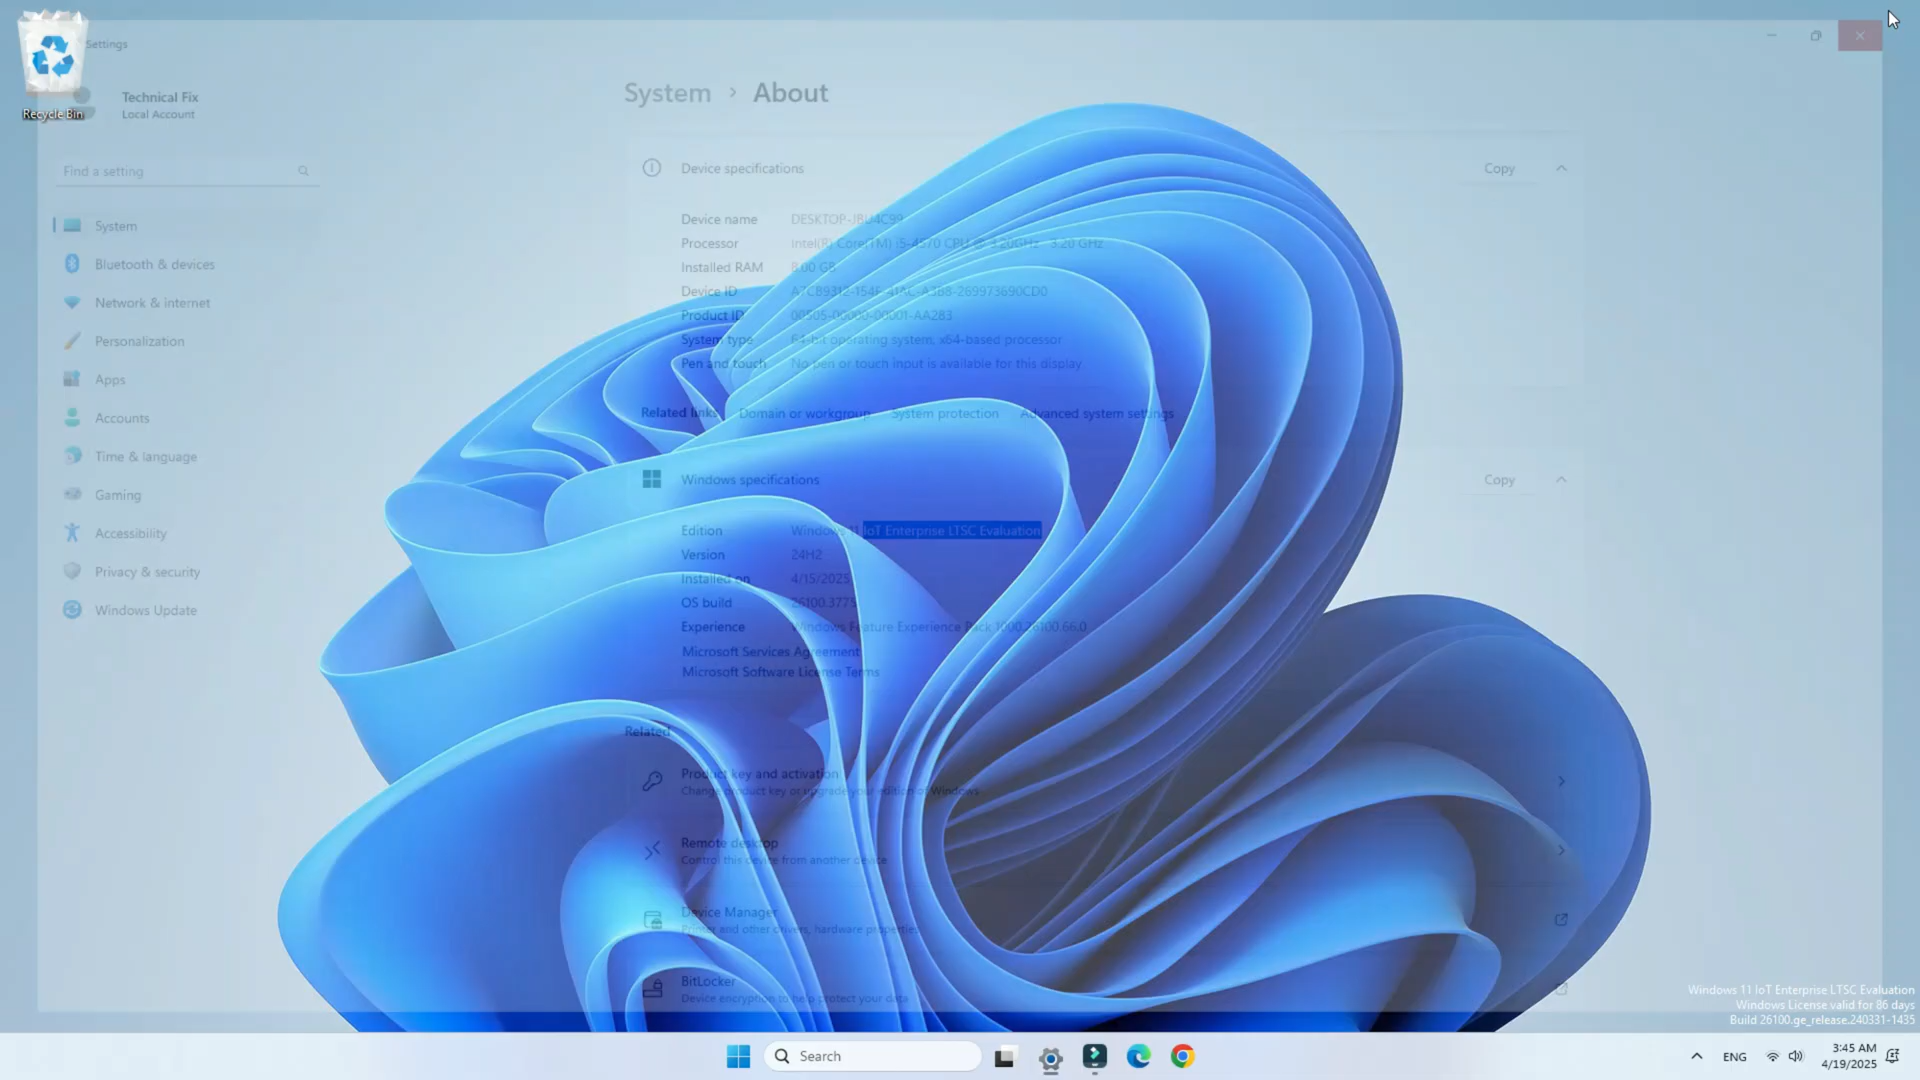 Settings
Technical Fix
Local Account
Recycle Bin
Find a setting
System
Bluetooth & devices
Network & internet
Personalization
Apps
Accounts
Time & language
Gaming
Accessibility
Privacy & security
Windows Update
System > About
Device specifications Copy
Device name DESKTOP-J8U4C99
Processor Intel(R) Core(TM) i5-4570 CPU @ 3.20GHz 3.20 GHz
Installed RAM 8.00 GB
Device ID
Product ID 00505-00000-00001-AA283
System type 64-bit operating system, x64-based processor
Pen and touch No pen or touch input is available for this display
Related links Domain or workgroup System protection Advanced system settings
Windows specifications Copy
Edition Windows 11 IoT Enterprise LTSC Evaluation
Version 24H2
Installed on 4/15/2025
OS build 26100.3775
Experience Windows Feature Experience Pack 1000.26100.66.0
Microsoft Services Agreement
Microsoft Software License Terms
Related
Product key and activation
Change product key or upgrade your edition of Windows
Remote desktop
Control this device from another device
Device Manager
Printer and other drivers, hardware properties
BitLocker
Device encryption to help protect your data
Windows 11 IoT Enterprise LTSC Evaluation
Windows License valid for 86 days
Build 26100.ge_release.240331-1435
Search
ENG
3:45 AM
4/19/2025